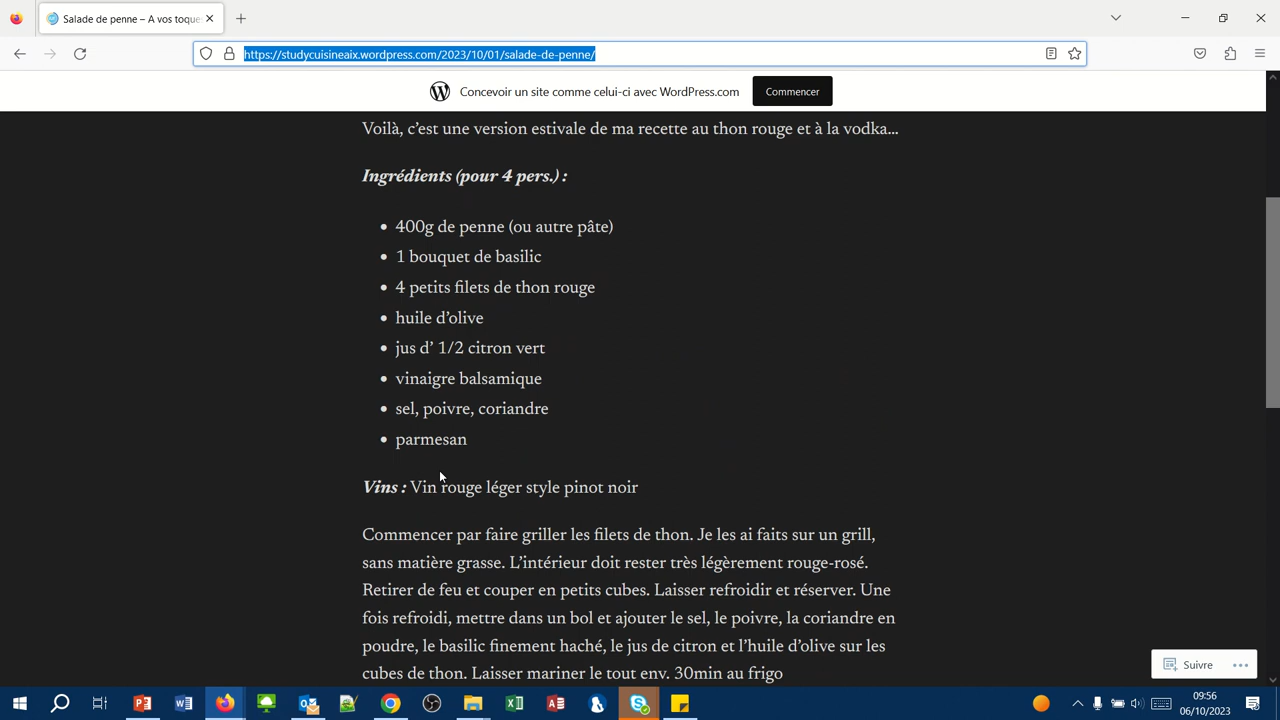 Salade de penne – A vos toque
https://studycuisineaix.wordpress.com/2023/10/01/salade-de-penne/
Concevoir un site comme celui-ci avec WordPress.com
Commencer
Voilà, c’est une version estivale de ma recette au thon rouge et à la vodka…
Ingrédients (pour 4 pers.) :
400g de penne (ou autre pâte)
1 bouquet de basilic
4 petits filets de thon rouge
huile d’olive
jus d’ 1/2 citron vert
vinaigre balsamique
sel, poivre, coriandre
parmesan
Vins : Vin rouge léger style pinot noir
Commencer par faire griller les filets de thon. Je les ai faits sur un grill,
sans matière grasse. L’intérieur doit rester très légèrement rouge-rosé.
Retirer de feu et couper en petits cubes. Laisser refroidir et réserver. Une
fois refroidi, mettre dans un bol et ajouter le sel, le poivre, la coriandre en
poudre, le basilic finement haché, le jus de citron et l’huile d’olive sur les
cubes de thon. Laisser mariner le tout env. 30min au frigo
Suivre
09:56
06/10/2023